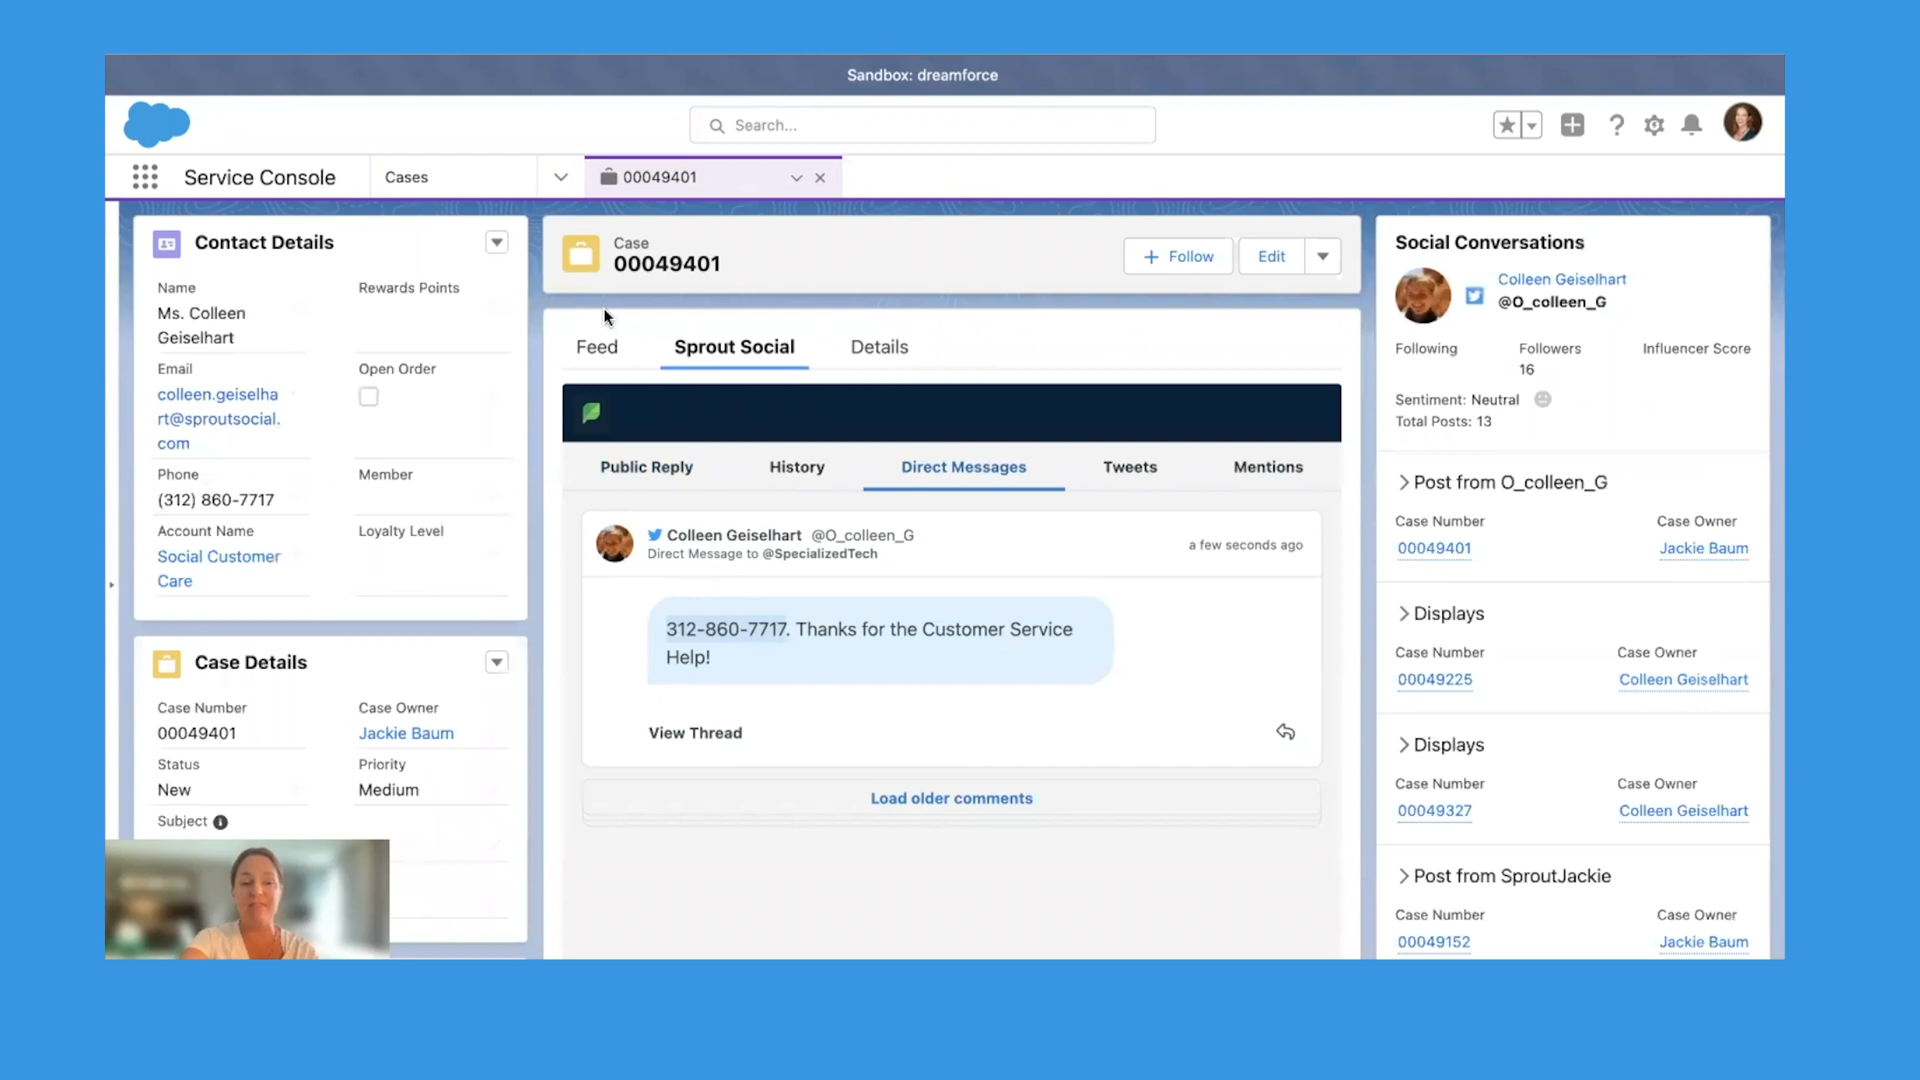 Sandbox: dreamforce
Search...
Service Console
Cases
00049401
Contact Details
Name
Ms. Colleen
Geiselhart
Rewards Points
Email
colleen.geiselha
rt@sproutsocial.
com
Open Order
Phone
(312) 860-7717
Member
Account Name
Social Customer
Care
Loyalty Level
Case Details
Case Number
00049401
Case Owner
Jackie Baum
Status
New
Priority
Medium
Subject
Case
00049401
Follow
Edit
Feed
Sprout Social
Details
Public Reply
History
Direct Messages
Tweets
Mentions
Colleen Geiselhart @O_colleen_G
Direct Message to @SpecializedTech
a few seconds ago
312-860-7717. Thanks for the Customer Service
Help!
View Thread
Load older comments
Social Conversations
Colleen Geiselhart
@O_colleen_G
Following
Followers
16
Influencer Score
Sentiment: Neutral
Total Posts: 13
Post from O_colleen_G
Case Number
00049401
Case Owner
Jackie Baum
Displays
Case Number
00049225
Case Owner
Colleen Geiselhart
Displays
Case Number
00049327
Case Owner
Colleen Geiselhart
Post from SproutJackie
Case Number
00049152
Case Owner
Jackie Baum